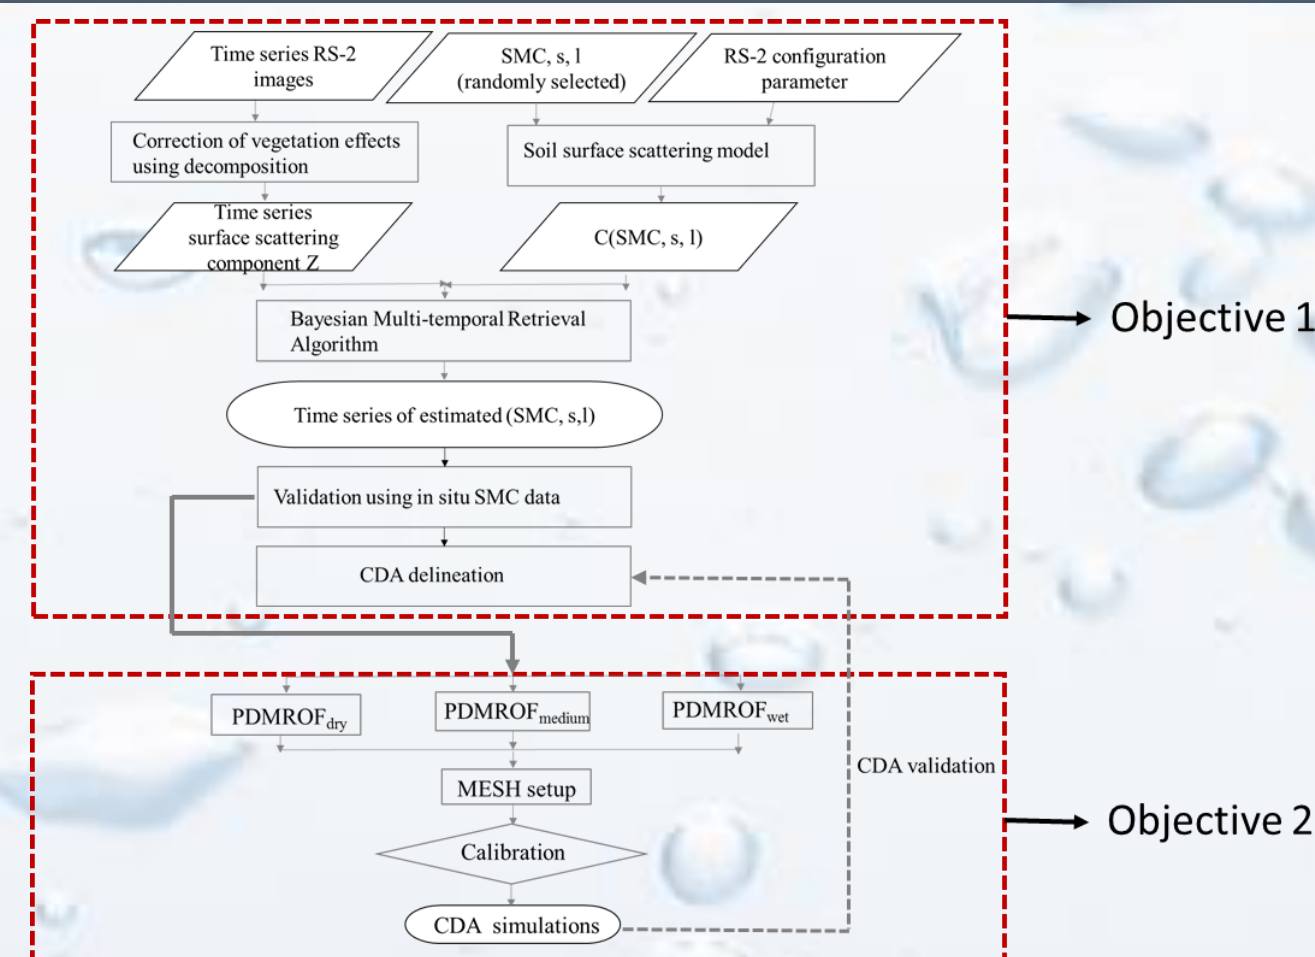 Time series RS-2
images
SMC, s, l
(randomly selected)
RS-2 configuration
parameter
Correction of vegetation effects
using decomposition
Soil surface scattering model
Time series
surface scattering
component Z
C(SMC, s, l)
Bayesian Multi-temporal Retrieval
Algorithm
Objective 1
Time series of estimated (SMC, s,l)
Validation using in situ SMC data
CDA delineation
PDMROFdry
PDMROFmedium
PDMROFwet
CDA validation
MESH setup
Objective 2
Calibration
CDA simulations